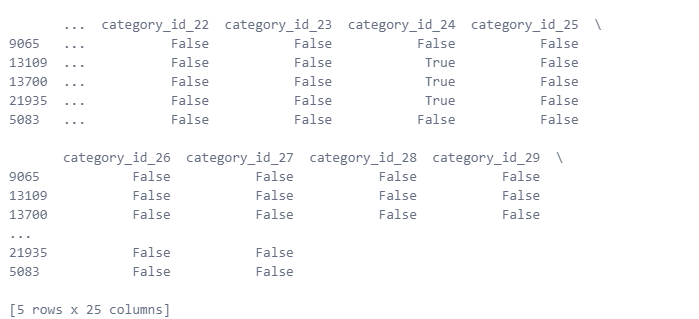 ... category_id_22 category_id_23 category_id_24 category_id_25 \
9065 ... False False False False
13109 ... False False True False
13700 ... False False True False
21935 ... False False True False
5083 ... False False False False
category_id_26 category_id_27 category_id_28 category_id_29 \
9065 False False False False
13109 False False False False
13700 False False False False
...
21935 False False
5083 False False
[5 rows x 25 columns]